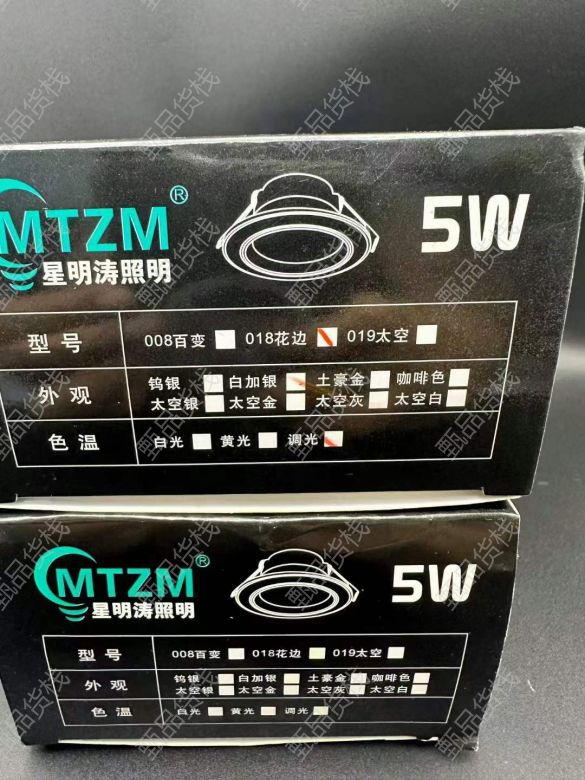 MTZM®
星明涛照明
5W
型号 008百变 018花边 019太空
外观 钨银 白加银 土豪金 咖啡色
太空银 太空金 太空灰 太空白
色温 白光 黄光 调光
MTZM®
星明涛照明
5W
型号 008百变 018花边 019太空
外观 钨银 白加银 土豪金 咖啡色
太空银 太空金 太空灰 太空白
色温 白光 黄光 调光
甄品货栈